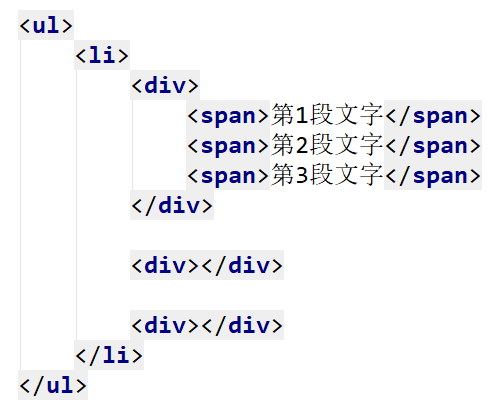 <ul>
<li>
<div>
<span>第1段文字</span>
<span>第2段文字</span>
<span>第3段文字</span>
</div>
<div></div>
<div></div>
</li>
</ul>